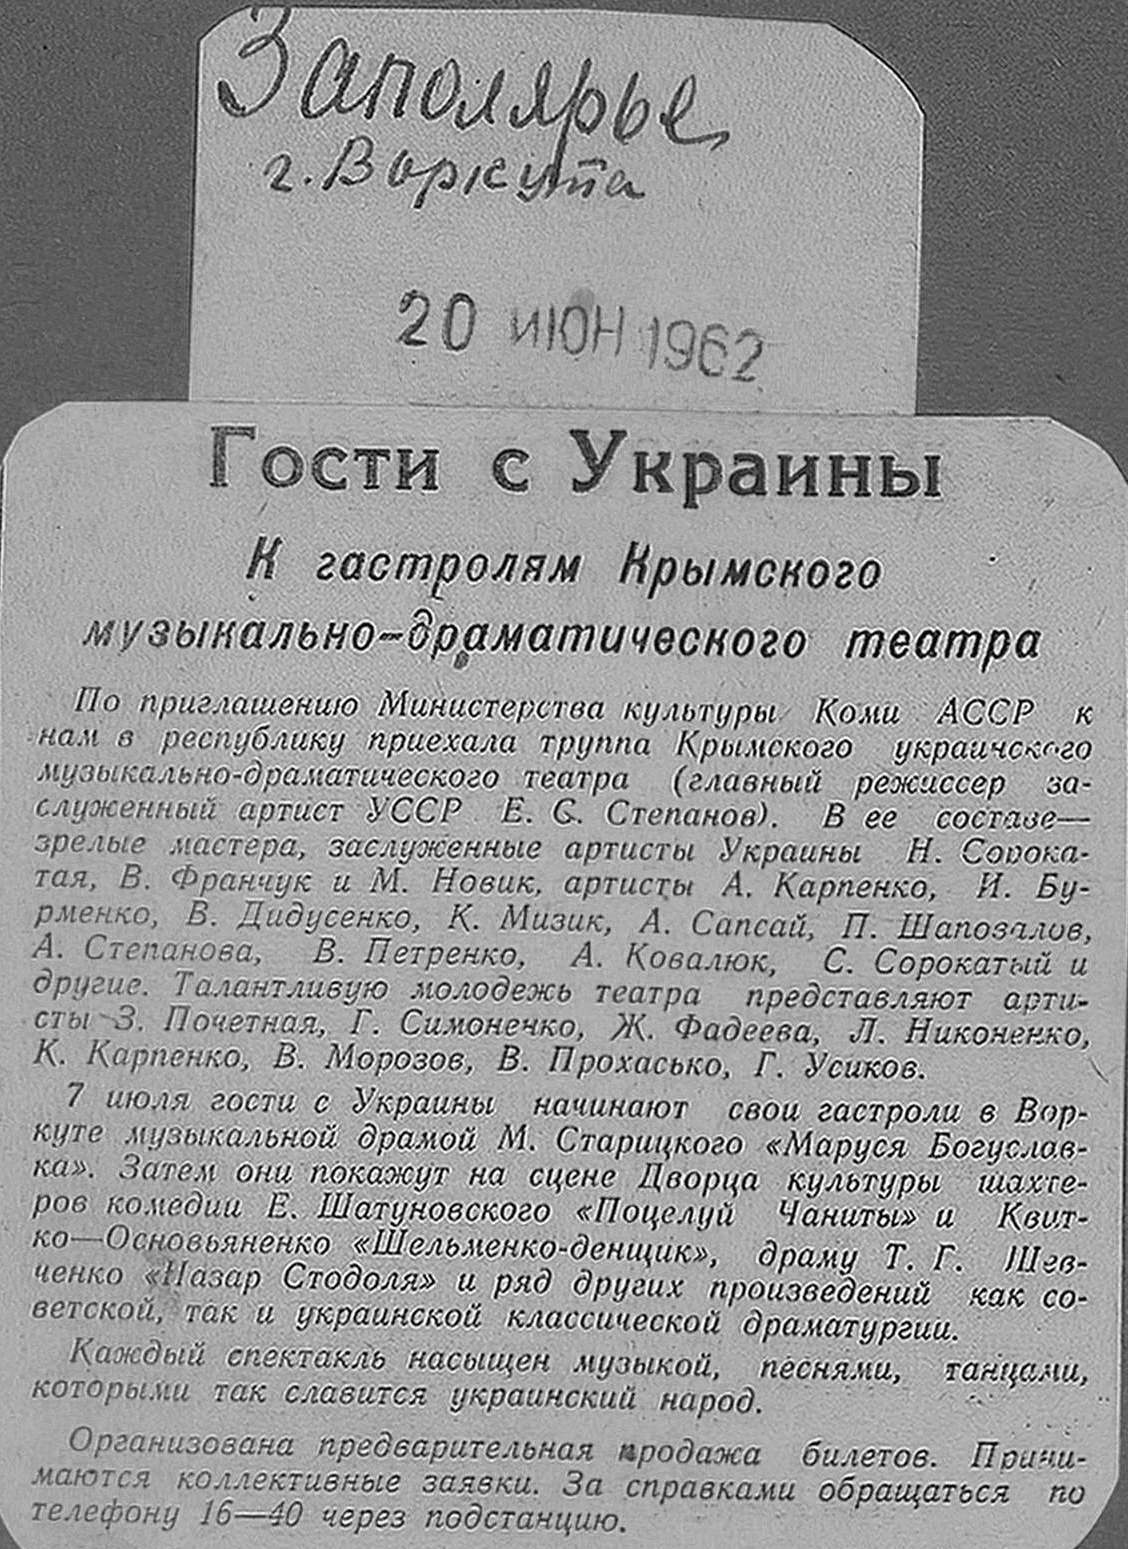 Заполярье,
г. Воркута
20 ИЮН 1962
Гости с Украины
К гастролям Крымского
музыкально-драматического театра
По приглашению Министерства культуры Коми АССР к
нам в республику приехала труппа Крымского украинского
музыкально-драматического театра (главный режиссер за-
служенный артист УССР Е. С. Степанов). В ее составе—
зрелые мастера, заслуженные артисты Украины Н. Сорока-
тая, В. Франчук и М. Новик, артисты А. Карпенко, И. Бу-
рменко, В. Дидусенко, К. Мизик, А. Сапсай, П. Шаповалов,
А. Степанова, В. Петренко, А. Ковалюк, С. Сорокатый и
другие. Талантливую молодежь театра представляют арти-
сты З. Почетная, Г. Симоненко, Ж. Фадеева, Л. Никоненко,
К. Карпенко, В. Морозов, В. Прохасько, Г. Усиков.
7 июля гости с Украины начинают свои гастроли в Вор-
куте музыкальной драмой М. Старицкого «Маруся Богуслав-
ка». Затем они покажут на сцене Дворца культуры шахте-
ров комедии Е. Шатуновского «Поцелуй Чаниты» и Квит-
ко—Основьяненко «Шельменко-денщик», драму Т. Г. Шев-
ченко «Назар Стодоля» и ряд других произведений как со-
ветской, так и украинской классической драматургии.
Каждый спектакль насыщен музыкой, песнями, танцами,
которыми так славится украинский народ.
Организована предварительная продажа билетов. Прини-
маются коллективные заявки. За справками обращаться по
телефону 16—40 через подстанцию.